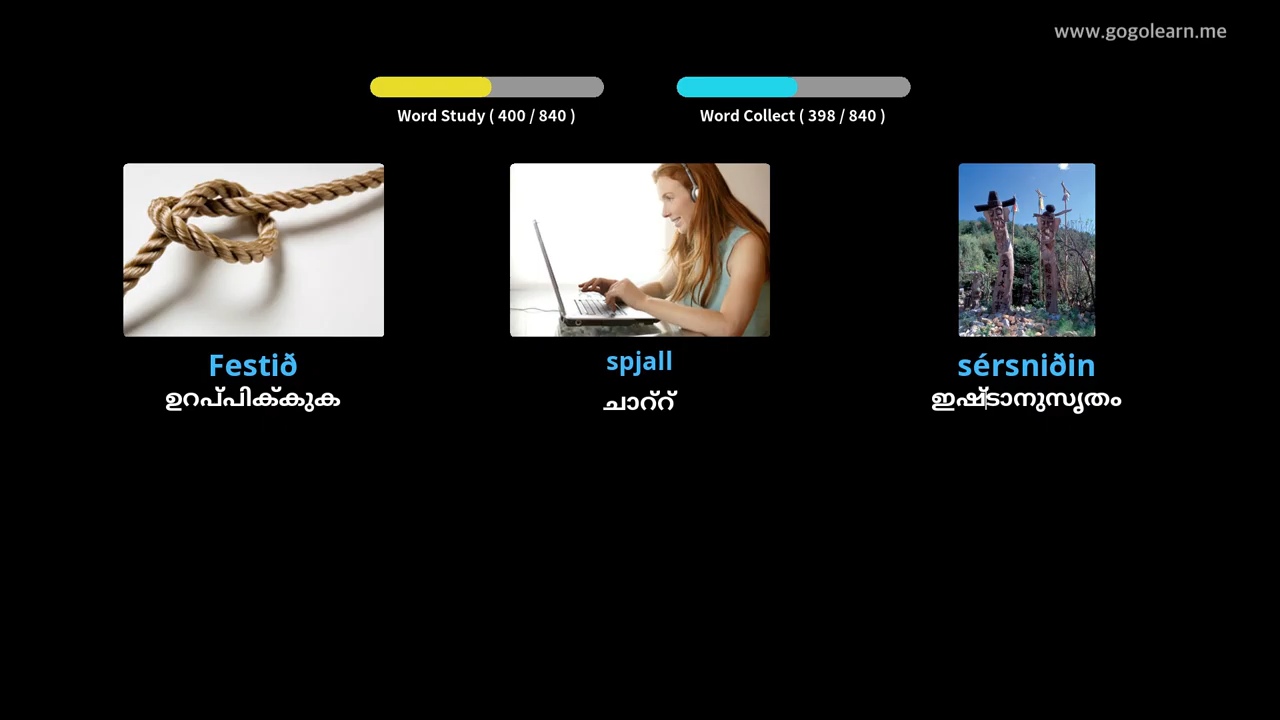 www.gogolearn.me
Word Study ( 400 / 840 )
Word Collect ( 398 / 840 )
Festið
ഉറപ്പിക്കുക
spjall
ചാറ്റ്
sérsniðin
ഇഷ്ടാനുസൃതം